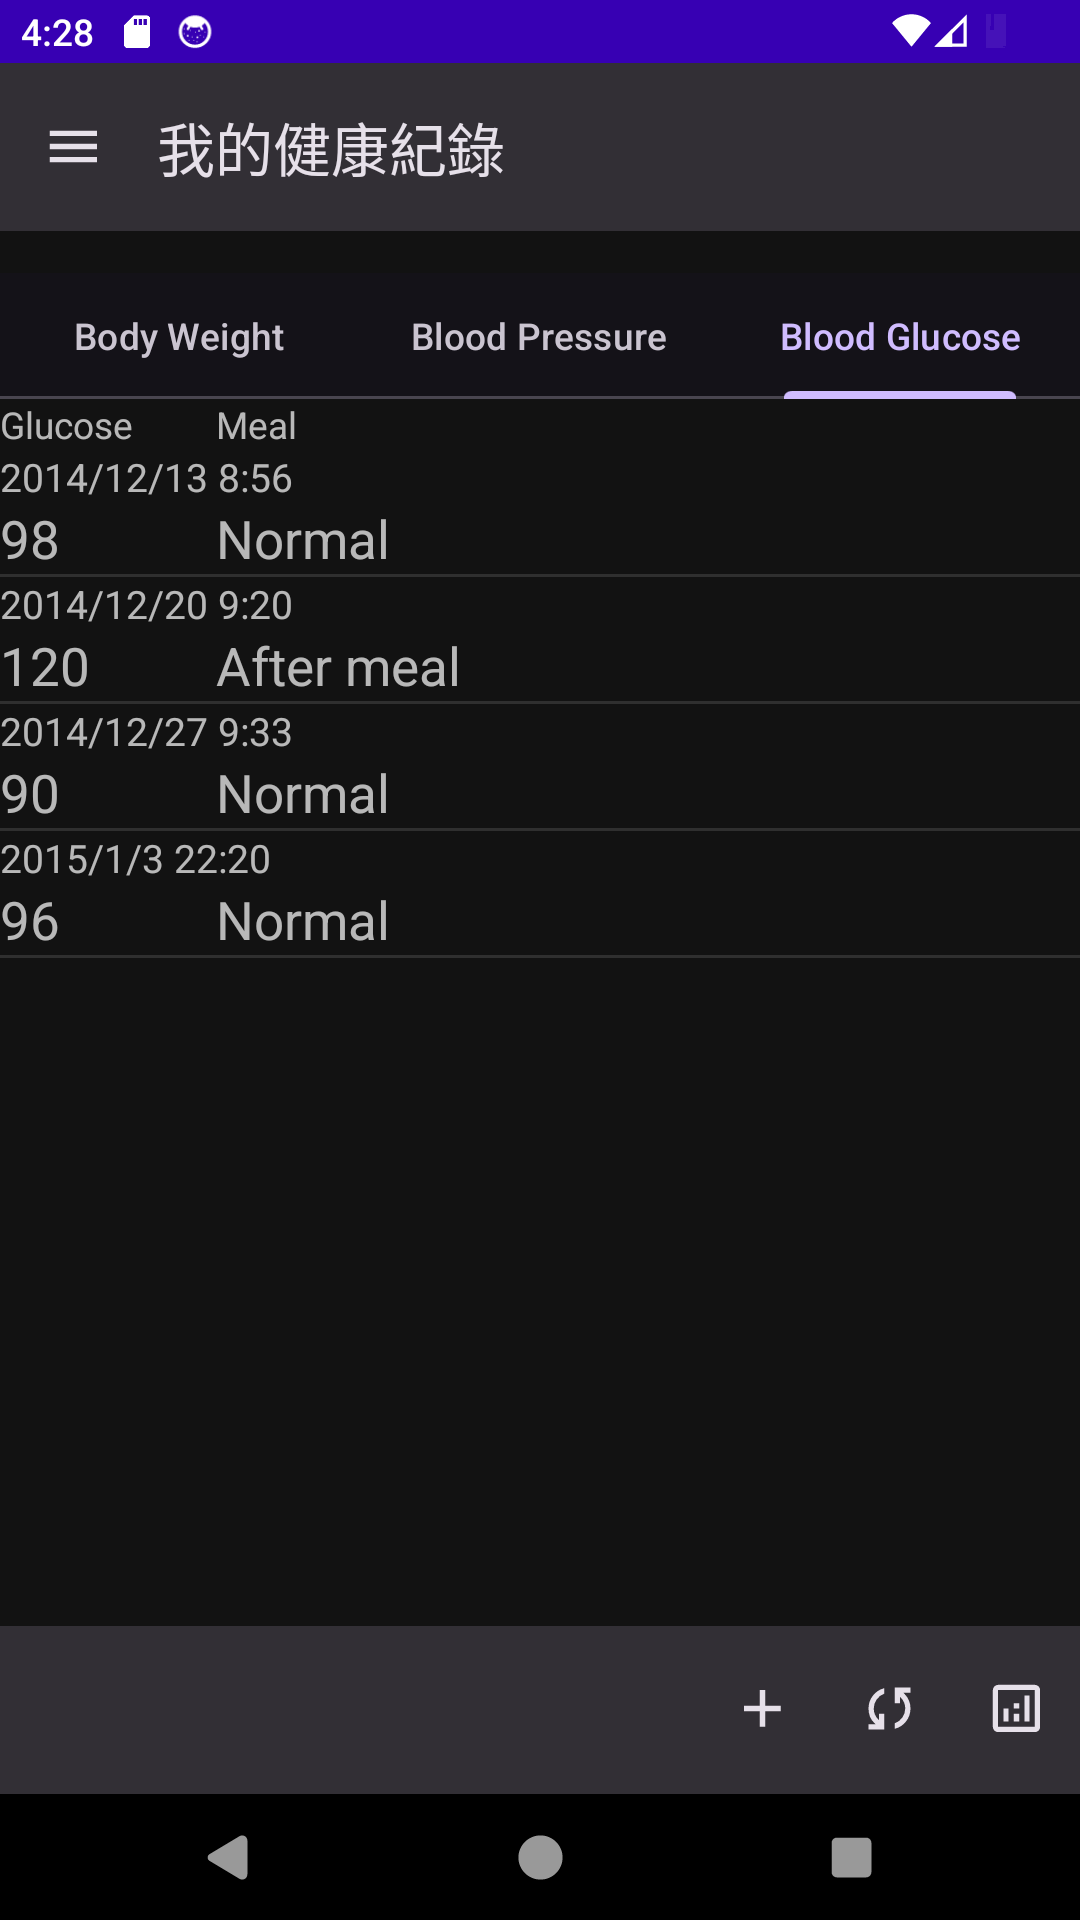 4:28
我的健康紀錄
Body Weight Blood Pressure Blood Glucose
Glucose Meal
2014/12/13 8:56
98 Normal
2014/12/20 9:20
120 After meal
2014/12/27 9:33
90 Normal
2015/1/3 22:20
96 Normal